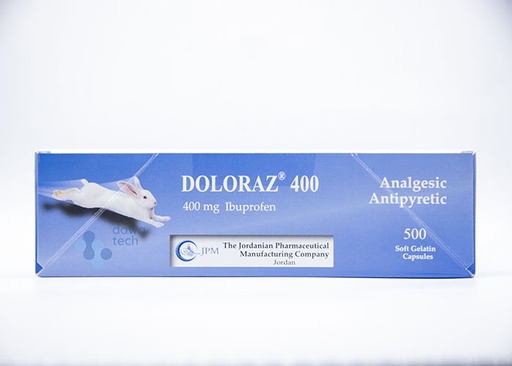 DOLORAZ® 400
400 mg Ibuprofen
Analgesic
Antipyretic
500
Soft Gelatin
Capsules
JPM
The Jordanian Pharmaceutical
Manufacturing Company
Jordan
dawa
tech